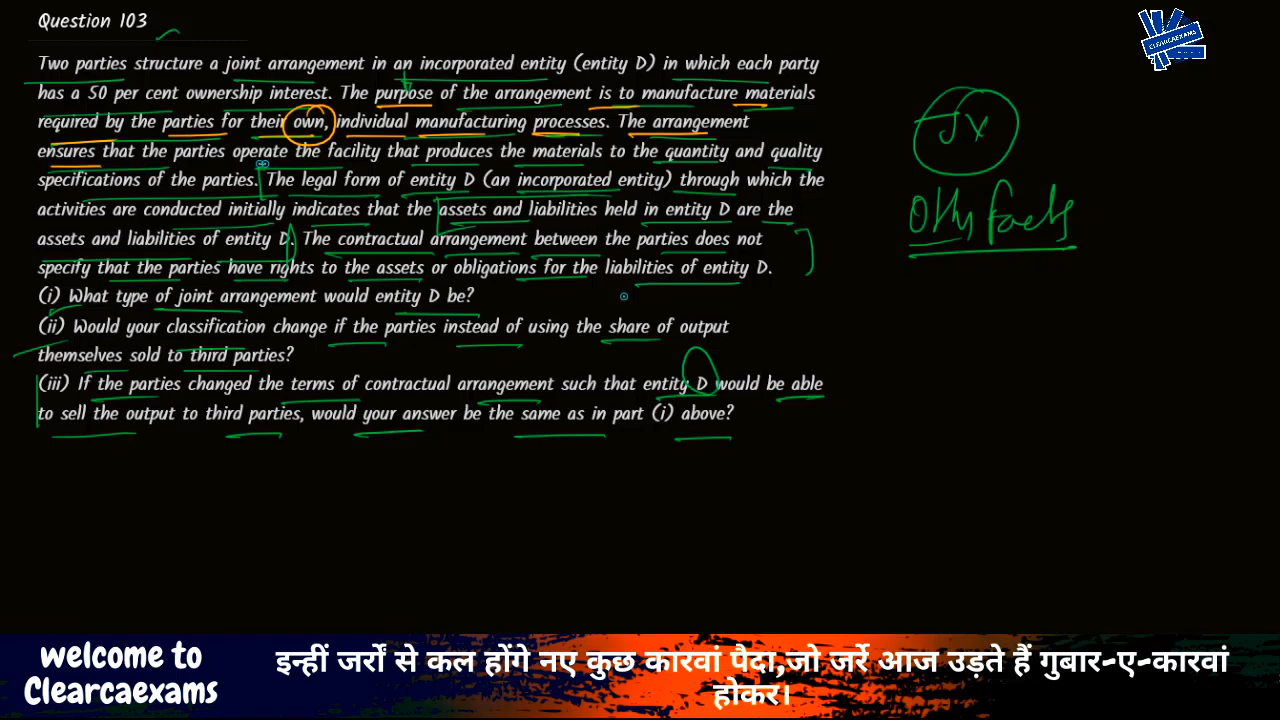 Question 103
CLEARCAEXAMS
Two parties structure a joint arrangement in an incorporated entity (entity D) in which each party
has a 50 per cent ownership interest. The purpose of the arrangement is to manufacture materials
required by the parties for their own, individual manufacturing processes. The arrangement
ensures that the parties operate the facility that produces the materials to the quantity and quality
specifications of the parties. The legal form of entity D (an incorporated entity) through which the
activities are conducted initially indicates that the assets and liabilities held in entity D are the
assets and liabilities of entity D. The contractual arrangement between the parties does not
specify that the parties have rights to the assets or obligations for the liabilities of entity D.
(i) What type of joint arrangement would entity D be?
(ii) Would your classification change if the parties instead of using the share of output
themselves sold to third parties?
(iii) If the parties changed the terms of contractual arrangement such that entity D would be able
to sell the output to third parties, would your answer be the same as in part (i) above?
facts
welcome to
Clearcaexams
इन्हीं जर्रों से कल होंगे नए कुछ कारवां पैदा,जो जर्रे आज उड़ते हैं गुबार-ए-कारवां
होकर।